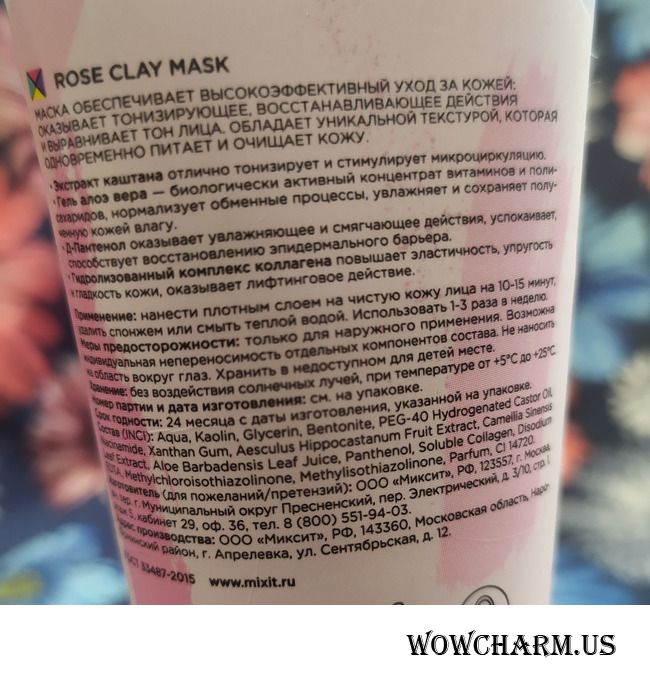 ROSE CLAY MASK
МАСКА ОБЕСПЕЧИВАЕТ ВЫСОКОЭФФЕКТИВНЫЙ УХОД ЗА КОЖЕЙ:
ОКАЗЫВАЕТ ТОНИЗИРУЮЩЕЕ, ВОССТАНАВЛИВАЮЩЕЕ ДЕЙСТВИЯ
И ВЫРАВНИВАЕТ ТОН ЛИЦА. ОБЛАДАЕТ УНИКАЛЬНОЙ ТЕКСТУРОЙ, КОТОРАЯ
ОДНОВРЕМЕННО ПИТАЕТ И ОЧИЩАЕТ КОЖУ.
• Экстракт каштана отлично тонизирует и стимулирует микроциркуляцию.
• Гель алоэ вера — биологически активный концентрат витаминов и поли-
сахаридов, нормализует обменные процессы, увлажняет и сохраняет полу-
ченную кожей влагу.
• Д-Пантенол оказывает увлажняющее и смягчающее действия, успокаивает,
способствует восстановлению эпидермального барьера.
• Гидролизованный комплекс коллагена повышает эластичность, упругость
и гладкость кожи, оказывает лифтинговое действие.
Применение: нанести плотным слоем на чистую кожу лица на 10-15 минут,
удалить спонжем или смыть теплой водой. Использовать 1-3 раза в неделю.
Меры предосторожности: только для наружного применения. Возможна
индивидуальная непереносимость отдельных компонентов состава. Не наносить
на область вокруг глаз. Хранить в недоступном для детей месте.
Хранение: без воздействия солнечных лучей, при температуре от +5°С до +25°С.
Номер партии и дата изготовления: см. на упаковке.
Срок годности: 24 месяца с даты изготовления, указанной на упаковке.
Состав (INCI): Aqua, Kaolin, Glycerin, Bentonite, PEG-40 Hydrogenated Castor Oil,
Niacinamide, Xanthan Gum, Aesculus Hippocastanum Fruit Extract, Camellia Sinensis
Leaf Extract, Aloe Barbadensis Leaf Juice, Panthenol, Soluble Collagen, Disodium
EDTA, Methylchloroisothiazolinone, Methylisothiazolinone, Parfum, CI 14720.
Изготовитель (для пожеланий/претензий): ООО «Миксит», РФ, 123557, г. Москва,
вн. тер. г. Муниципальный округ Пресненский, пер. Электрический, д. 3/10, стр. 1,
этаж 5, кабинет 29, оф. 36, тел. 8 (800) 551-94-03.
Адрес производства: ООО «Миксит», РФ, 143360, Московская область, Наро-
Фоминский район, г. Апрелевка, ул. Сентябрьская, д. 12.
ГОСТ 33487-2015 www.mixit.ru
WOWCHARM.US